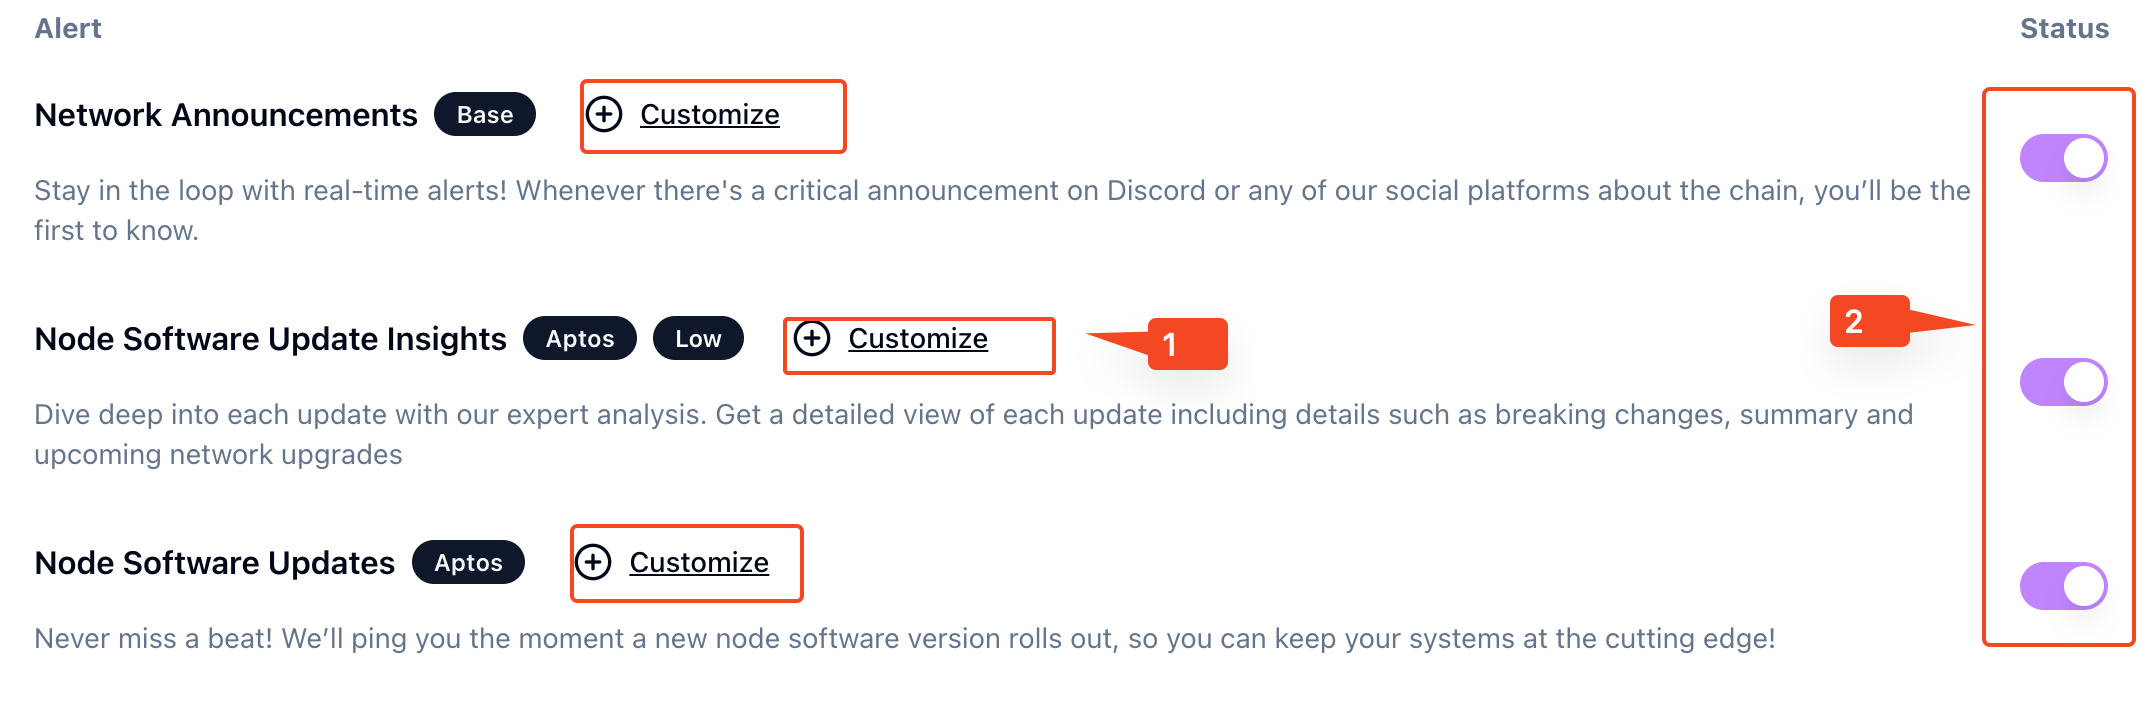 Alert Status
Network Announcements Base Customize
Stay in the loop with real-time alerts! Whenever there's a critical announcement on Discord or any of our social platforms about the chain, you’ll be the
first to know.
Node Software Update Insights Aptos Low Customize 1 2
Dive deep into each update with our expert analysis. Get a detailed view of each update including details such as breaking changes, summary and
upcoming network upgrades
Node Software Updates Aptos Customize
Never miss a beat! We’ll ping you the moment a new node software version rolls out, so you can keep your systems at the cutting edge!